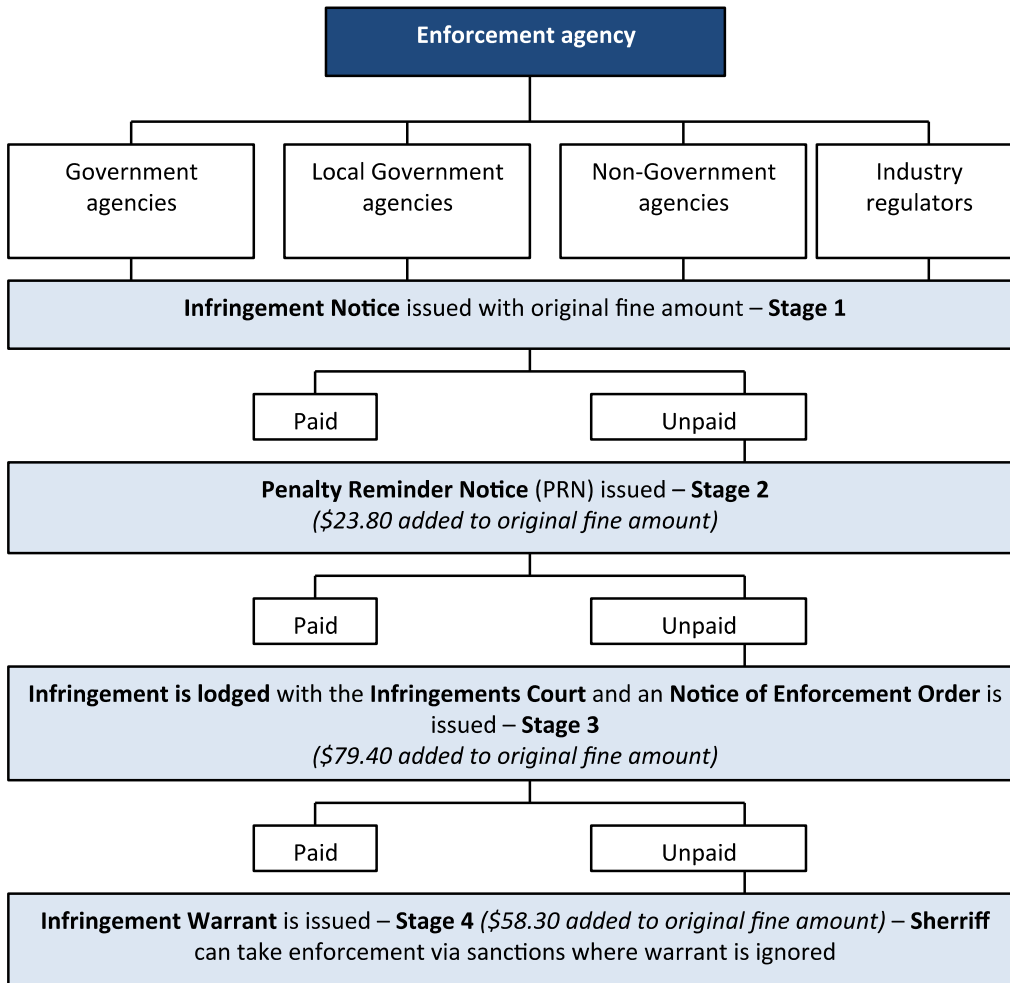 Enforcement agency
Government
agencies
Local Government
agencies
Non-Government
agencies
Industry
regulators
Infringement Notice issued with original fine amount – Stage 1
Paid
Unpaid
Penalty Reminder Notice (PRN) issued – Stage 2
($23.80 added to original fine amount)
Paid
Unpaid
Infringement is lodged with the Infringements Court and an Notice of Enforcement Order is
issued – Stage 3
($79.40 added to original fine amount)
Paid
Unpaid
Infringement Warrant is issued – Stage 4 ($58.30 added to original fine amount) – Sherriff
can take enforcement via sanctions where warrant is ignored